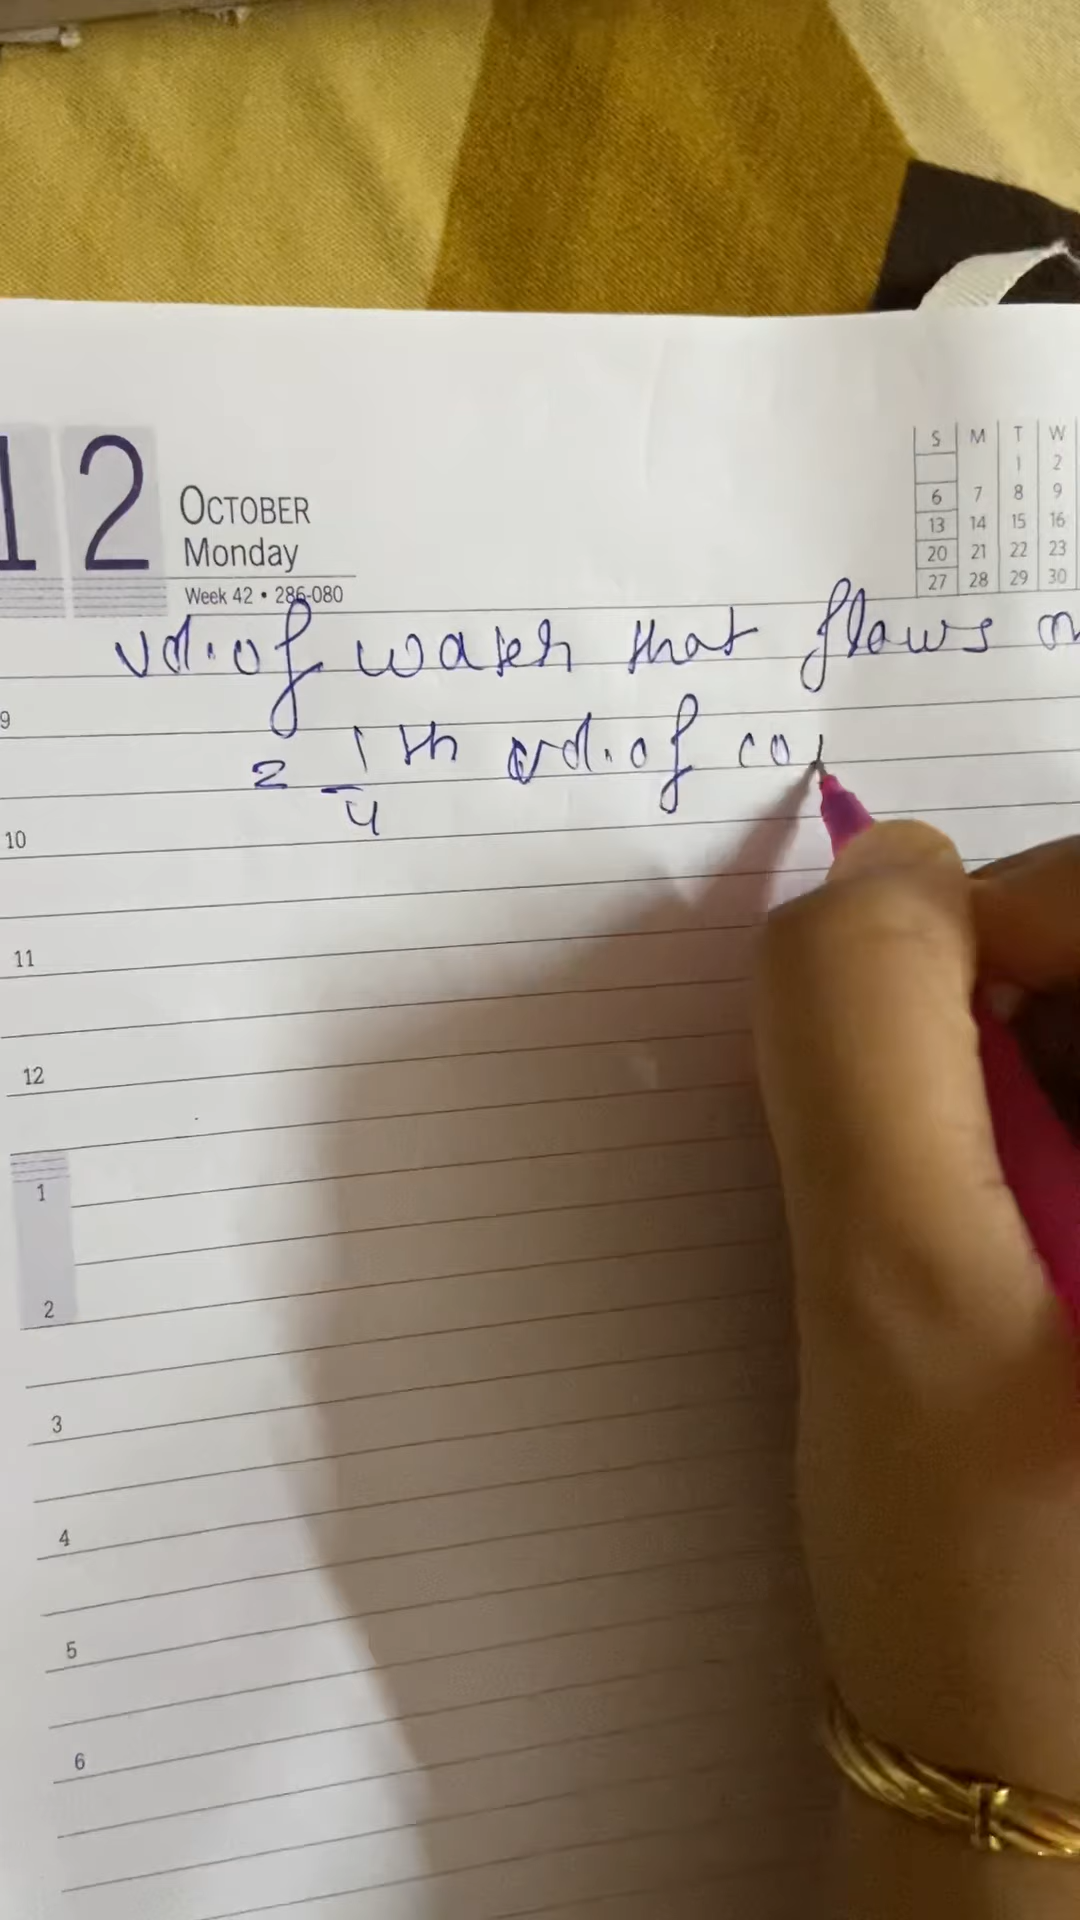 12
OCTOBER
Monday
Week 42 • 286-080
S M T W
1 2
6 7 8 9
13 14 15 16
20 21 22 23
27 28 29 30
vol. of water that flows
= 1/4 th vol. of co
9
10
11
12
1
2
3
4
5
6